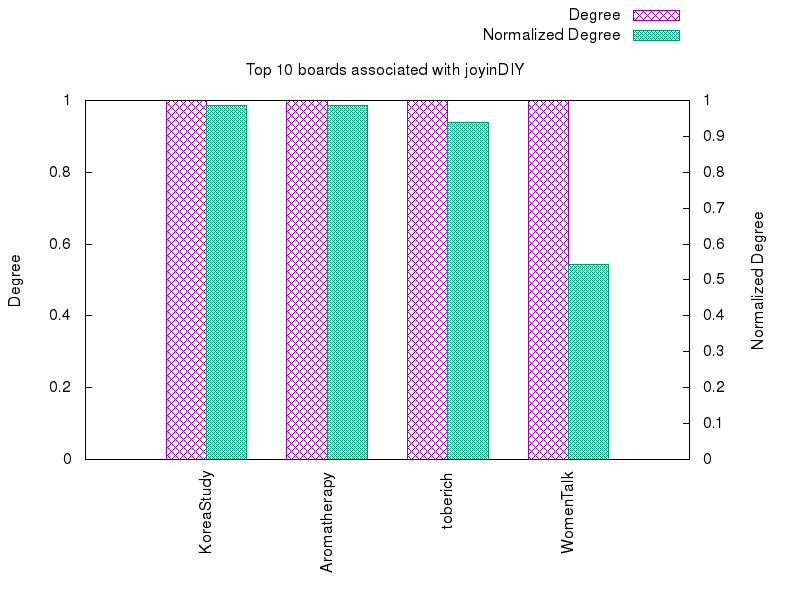 Degree
Normalized Degree
Top 10 boards associated with joyinDIY
1
0.8
0.6
0.4
0.2
0
Degree
1
0.9
0.8
0.7
0.6
0.5
0.4
0.3
0.2
0.1
0
Normalized Degree
KoreaStudy
Aromatherapy
toberich
WomenTalk